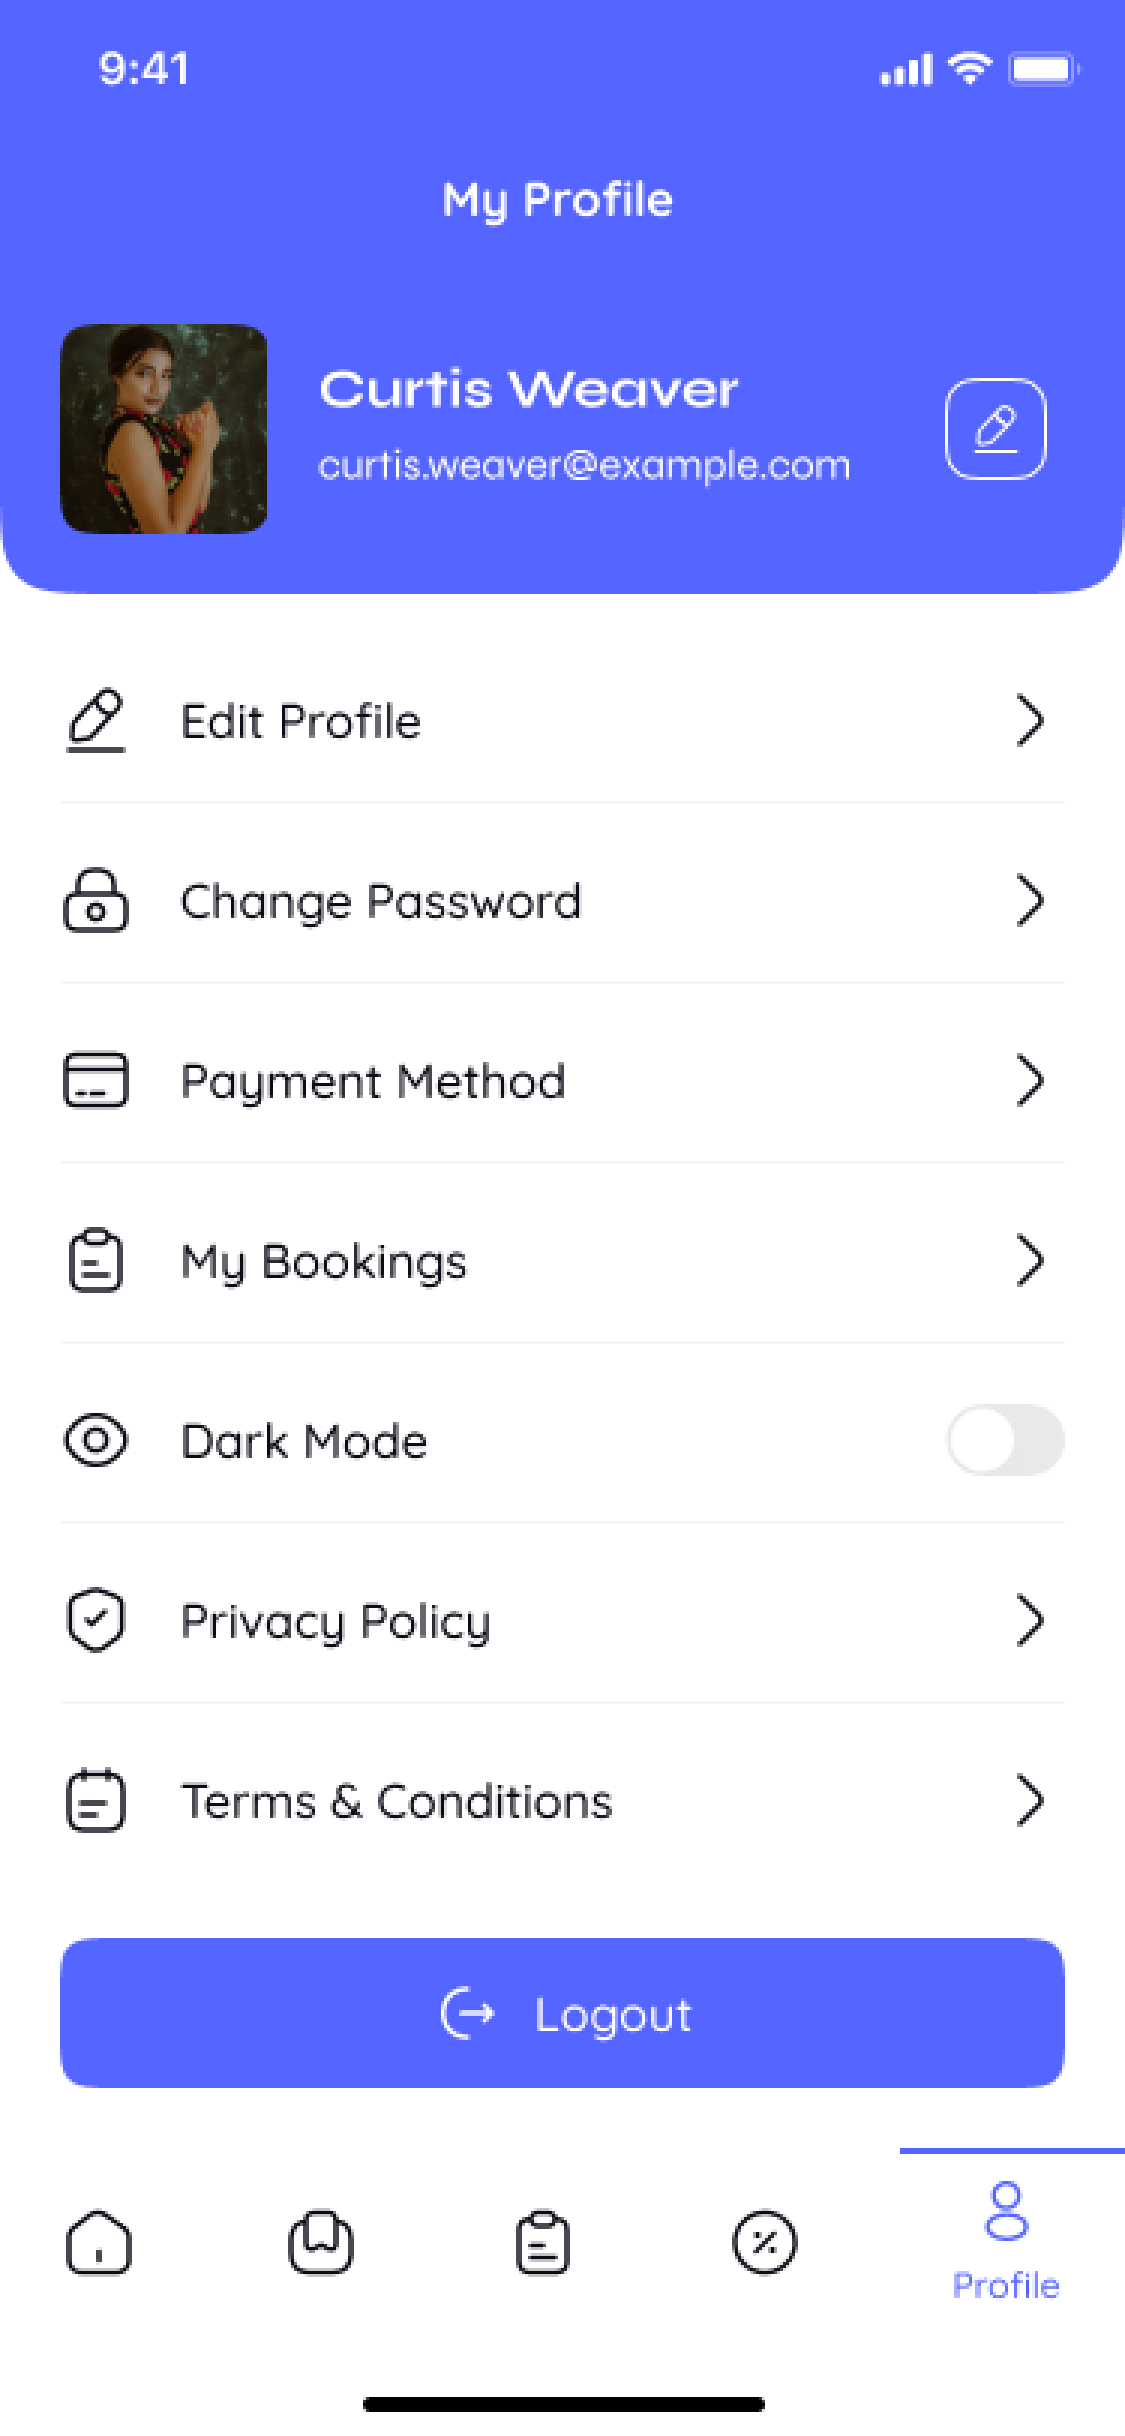 9:41
My Profile
Curtis Weaver
curtis.weaver@example.com
Edit Profile
Change Password
Payment Method
My Bookings
Dark Mode
Privacy Policy
Terms & Conditions
Logout
Profile